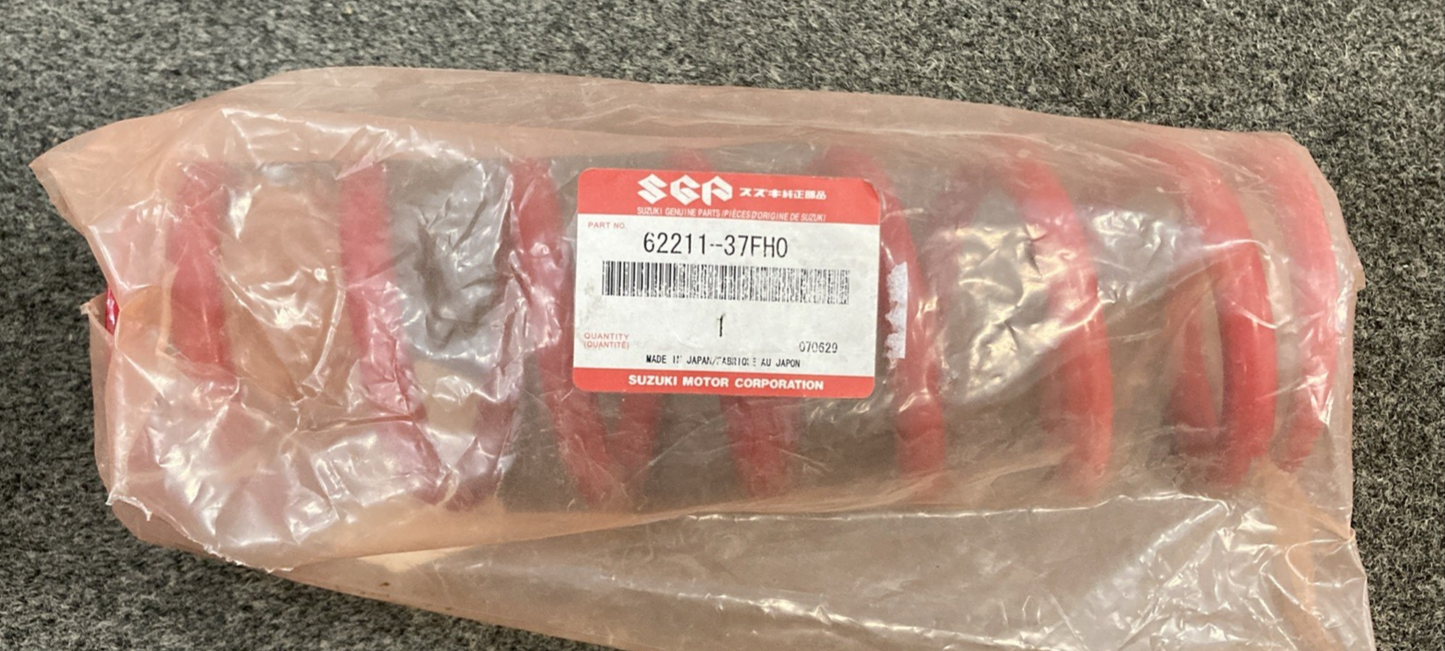 SGP スズキ純正部品
SUZUKI GENUINE PARTS (PIÈCES D'ORIGINE DE SUZUKI)
PART NO.
62211-37FH0
1
QUANTITY
(QUANTITÉ)
070629
MADE IN JAPAN/FABRIQUE AU JAPON
SUZUKI MOTOR CORPORATION